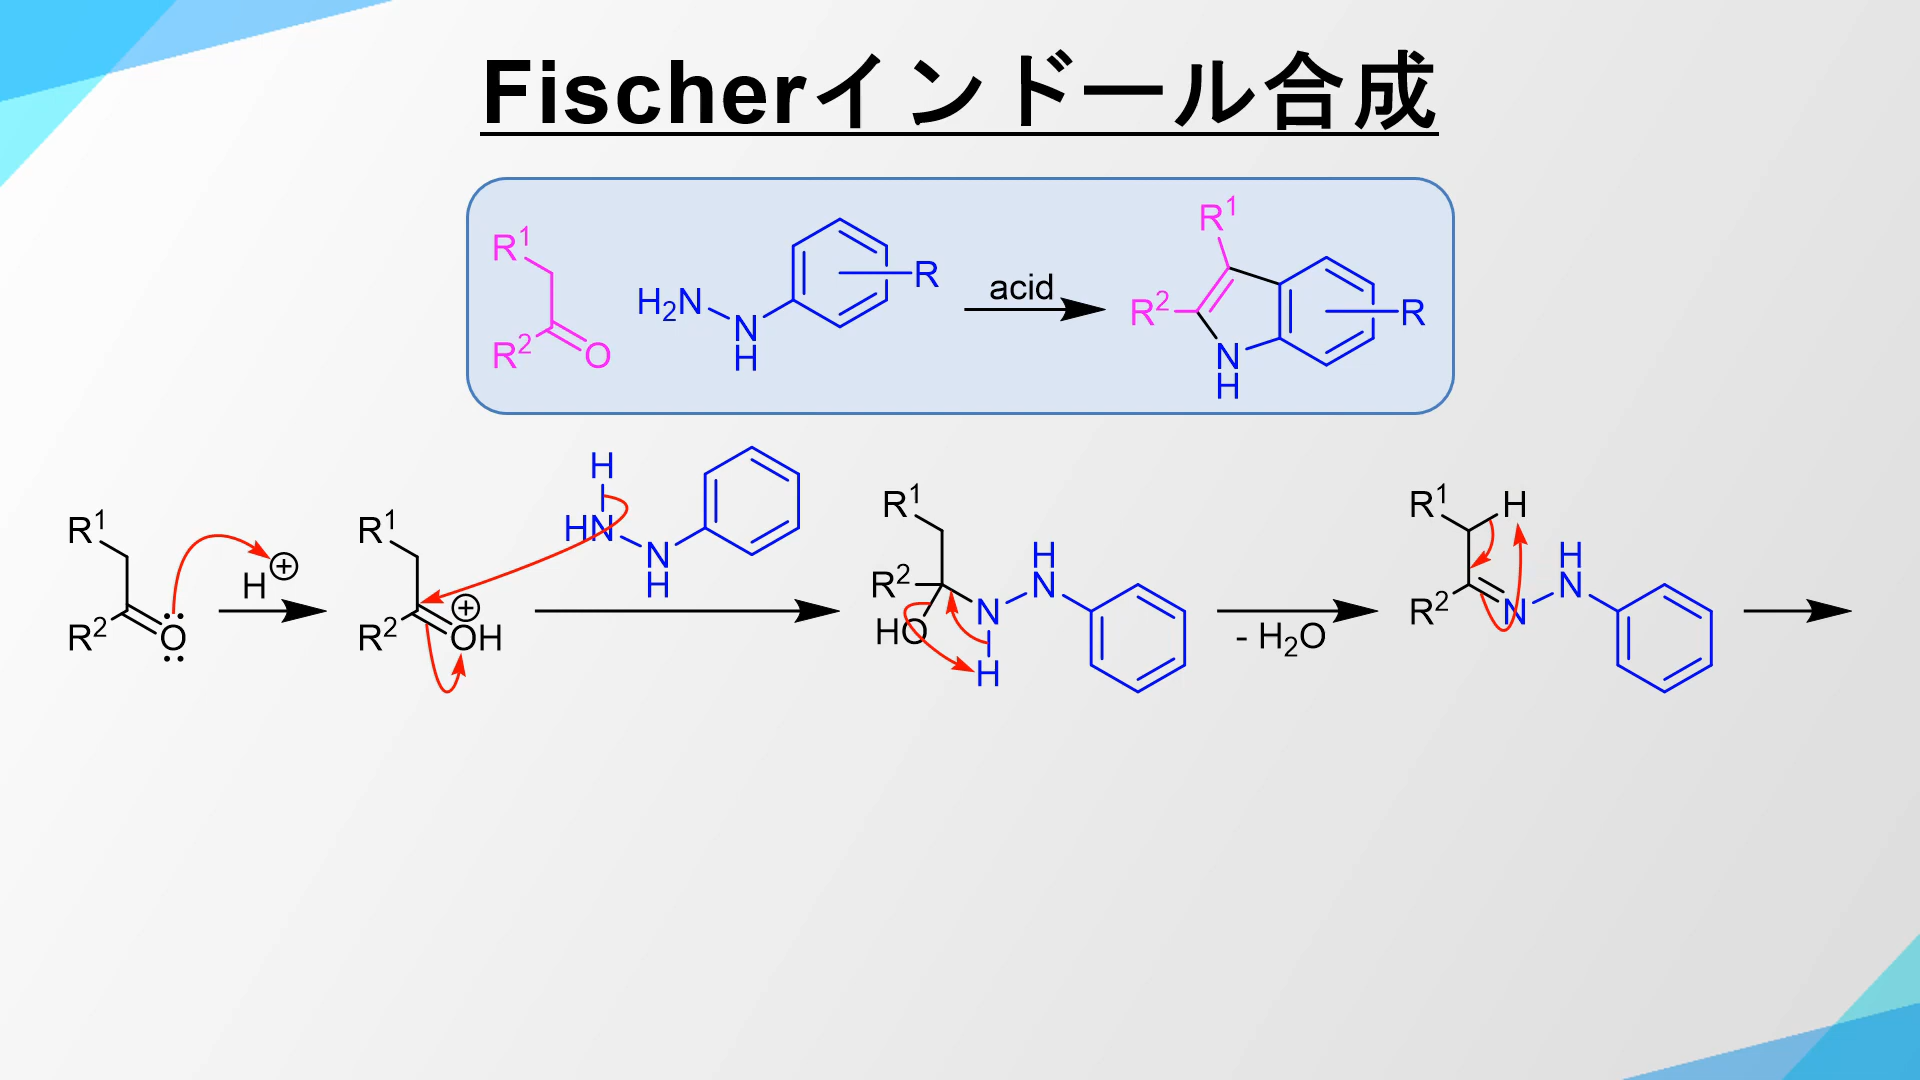 Fischerインドール合成
R¹
R²
O
H₂N
N
H
R
acid
R¹
R²
N
H
R
R¹
R²
O
H⊕
R¹
R²
⊕
OH
H
HN
N
H
R¹
R²
HO
N
H
H
N
- H₂O
R¹
H
R²
N
H
N